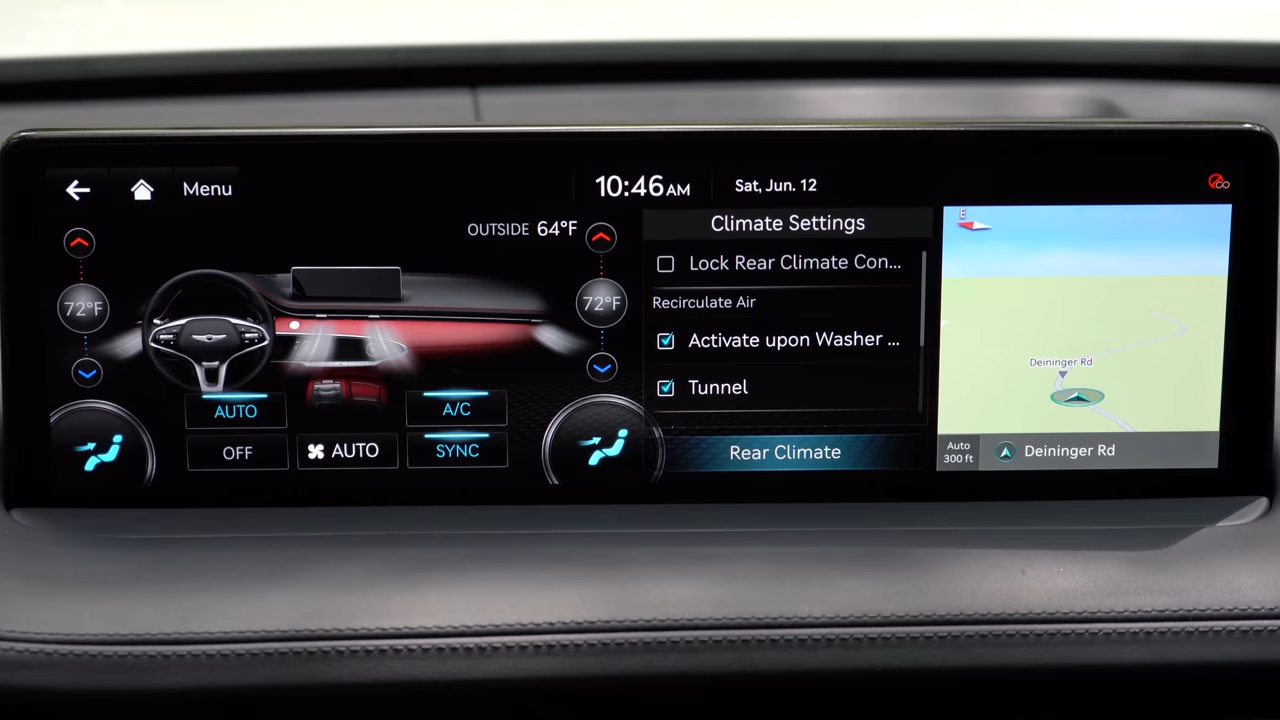 Menu
10:46 AM
Sat, Jun. 12
OUTSIDE 64°F
72°F
72°F
AUTO
A/C
OFF
AUTO
SYNC
Climate Settings
Lock Rear Climate Con...
Recirculate Air
Activate upon Washer ...
Tunnel
Rear Climate
E
Deininger Rd
Auto
300 ft
Deininger Rd